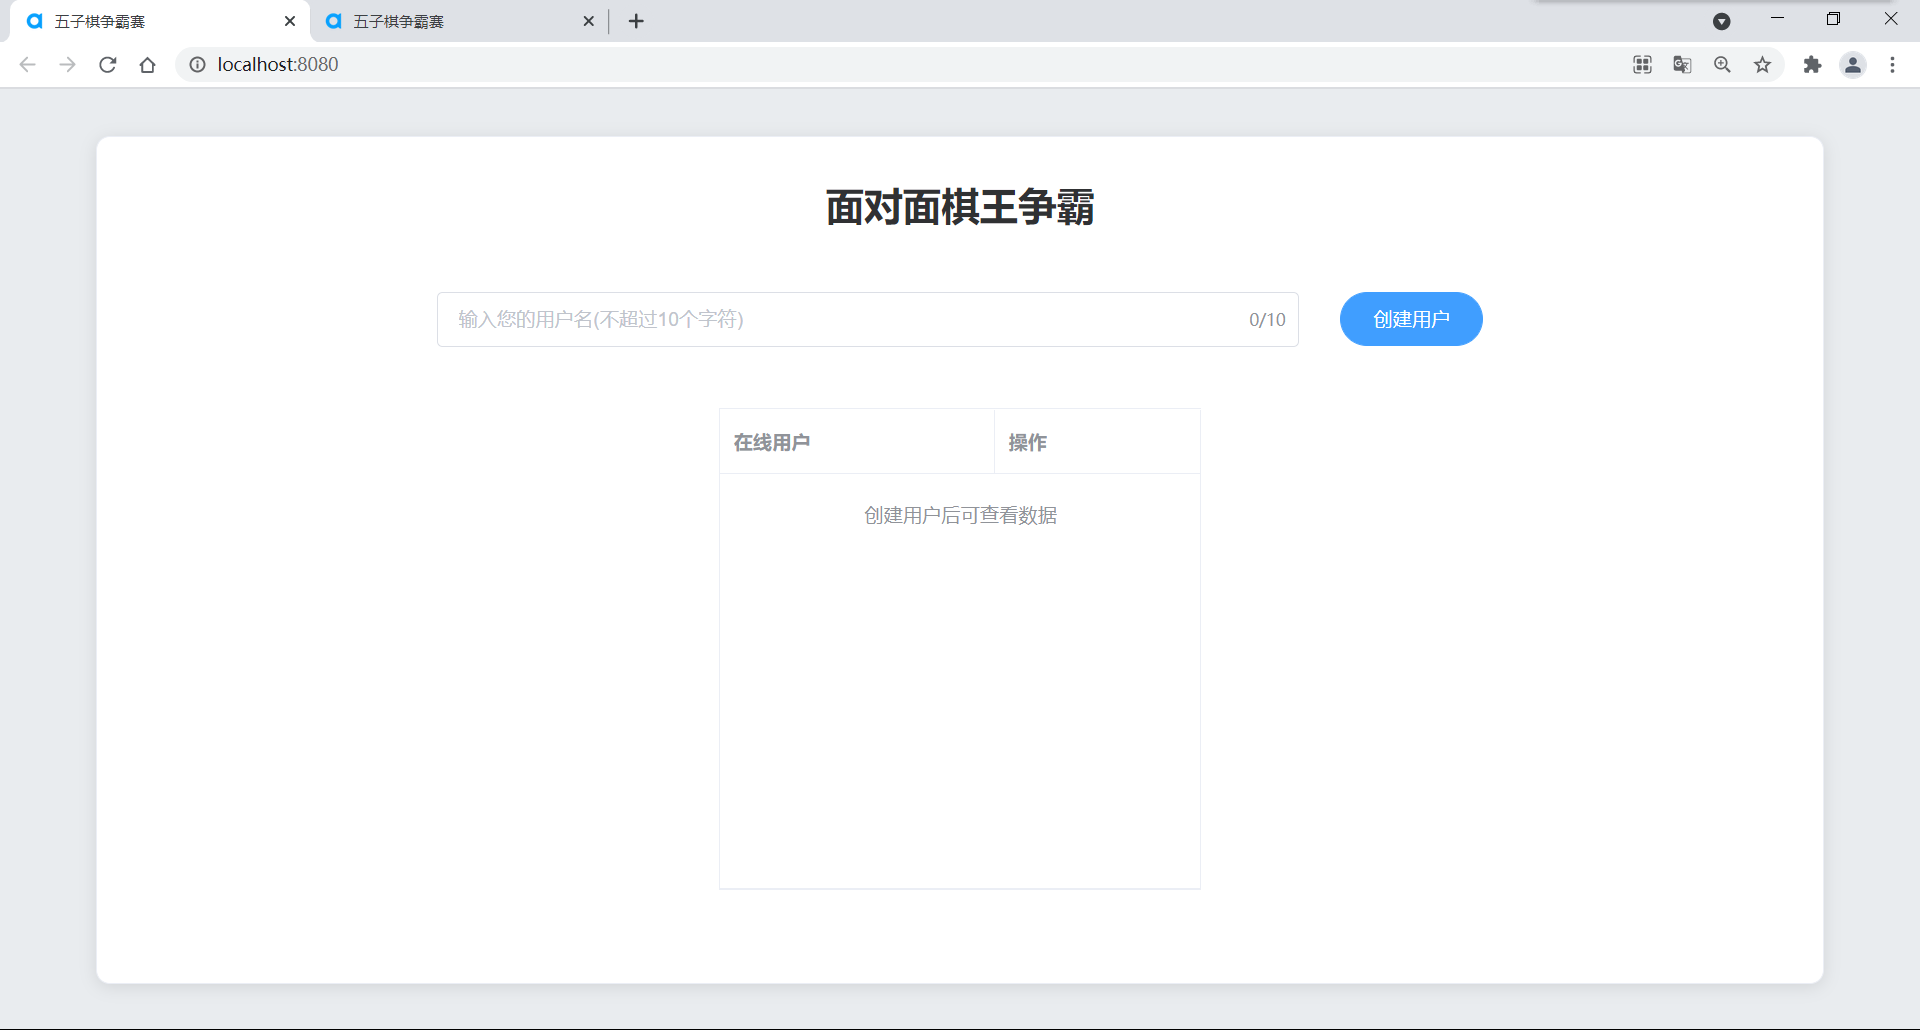 五子棋争霸赛
五子棋争霸赛
localhost:8080
面对面棋王争霸
输入您的用户名(不超过10个字符) 0/10 创建用户
在线用户 操作
创建用户后可查看数据